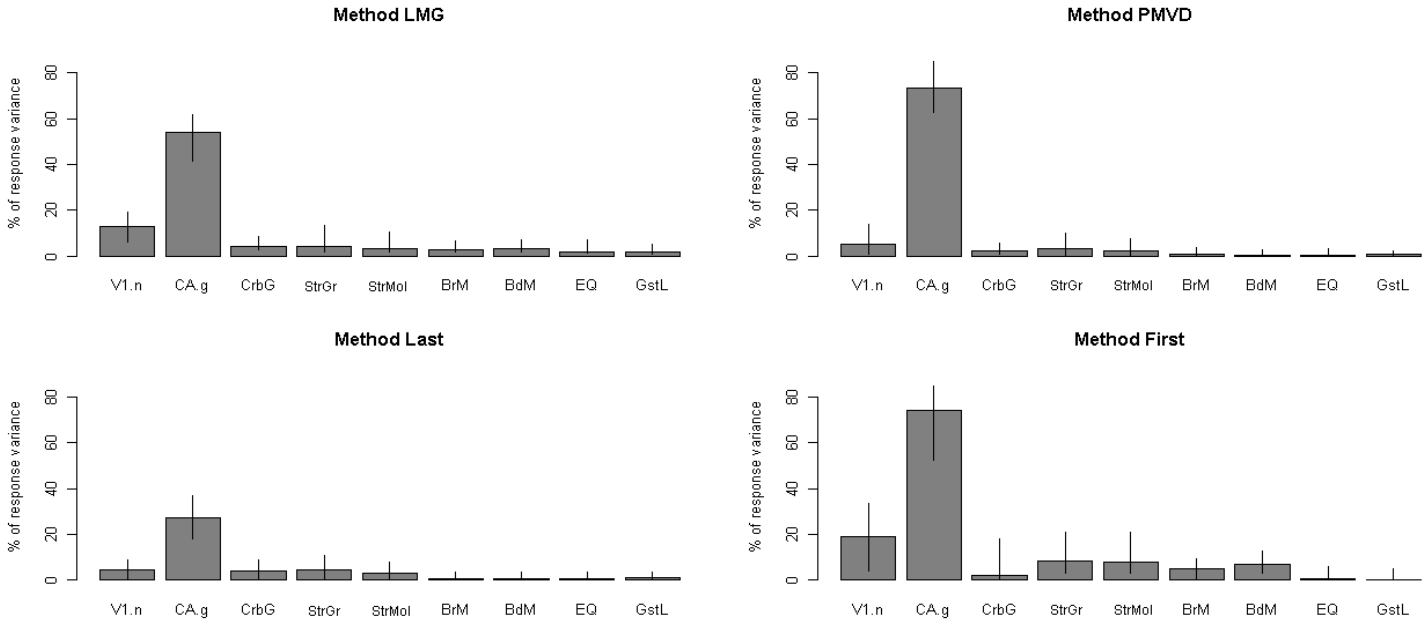 Method LMG
% of response variance
80
60
40
20
0
V1.n CA.g CrbG StrGr StrMol BrM BdM EQ GstL
Method PMVD
% of response variance
80
60
40
20
0
V1.n CA.g CrbG StrGr StrMol BrM BdM EQ GstL
Method Last
% of response variance
80
60
40
20
0
V1.n CA.g CrbG StrGr StrMol BrM BdM EQ GstL
Method First
% of response variance
80
60
40
20
0
V1.n CA.g CrbG StrGr StrMol BrM BdM EQ GstL